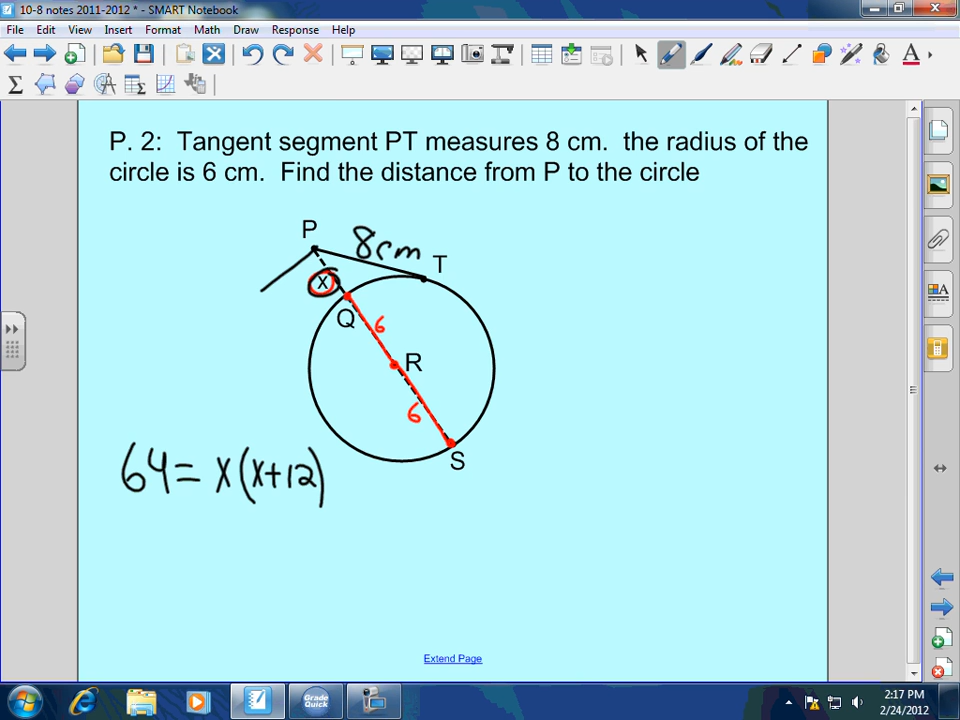 10-8 notes 2011-2012 * - SMART Notebook
File Edit View Insert Format Math Draw Response Help
P. 2: Tangent segment PT measures 8 cm. the radius of the
circle is 6 cm. Find the distance from P to the circle
P
8cm
T
x
Q
6
R
6
S
64 = x(x+12)
Extend Page
Grade Quick
2:17 PM
2/24/2012